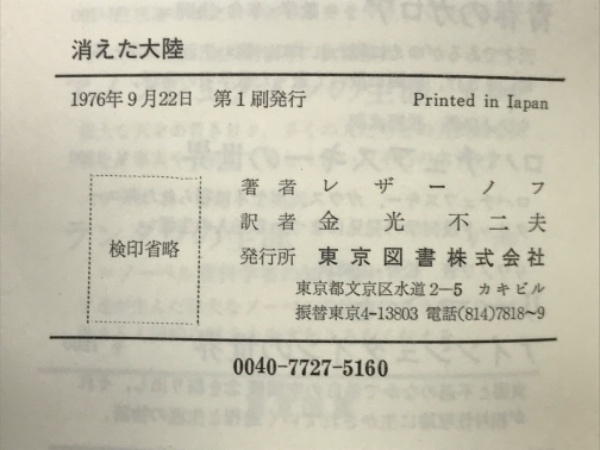 消えた大陸
1976年9月22日 第1刷発行 Printed in Iapan
著者 レザーノフ
訳者 金光不二夫
検印省略
発行所 東京図書株式会社
東京都文京区水道2-5 カキビル
振替東京4-13803 電話(814)7818~9
0040-7727-5160